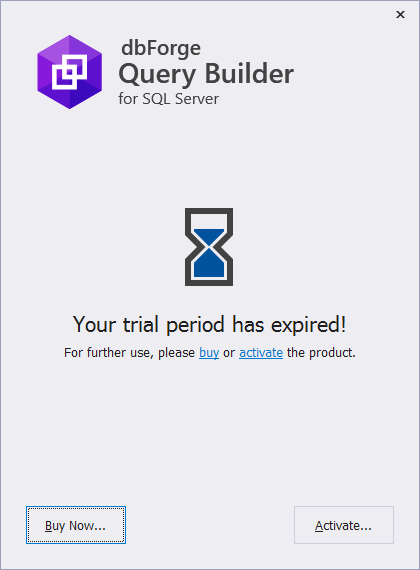 dbForge
Query Builder
for SQL Server
Your trial period has expired!
For further use, please buy or activate the product.
Buy Now...
Activate...